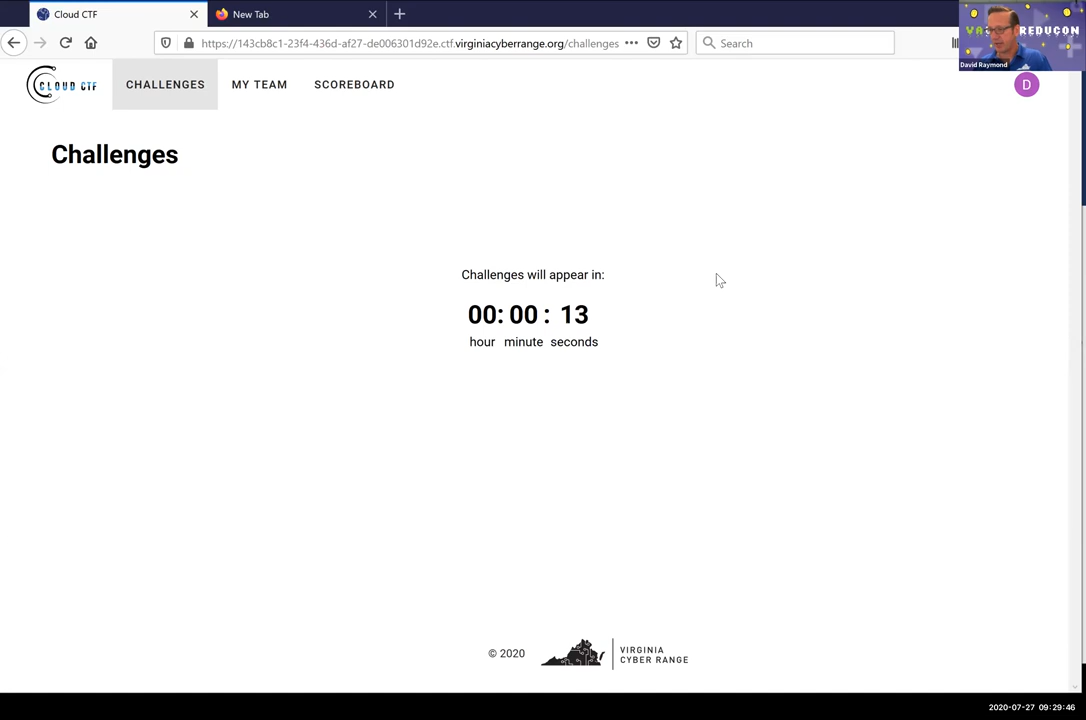 Cloud CTF
New Tab
https://143cb8c1-23f4-436d-af27-de006301d92e.ctf.virginiacyberrange.org/challenges
Search
REDUCON
David Raymond
CLOUD CTF
CHALLENGES
MY TEAM
SCOREBOARD
D
Challenges
Challenges will appear in:
00: 00 : 13
hour minute seconds
© 2020
VIRGINIA
CYBER RANGE
2020-07-27 09:29:46